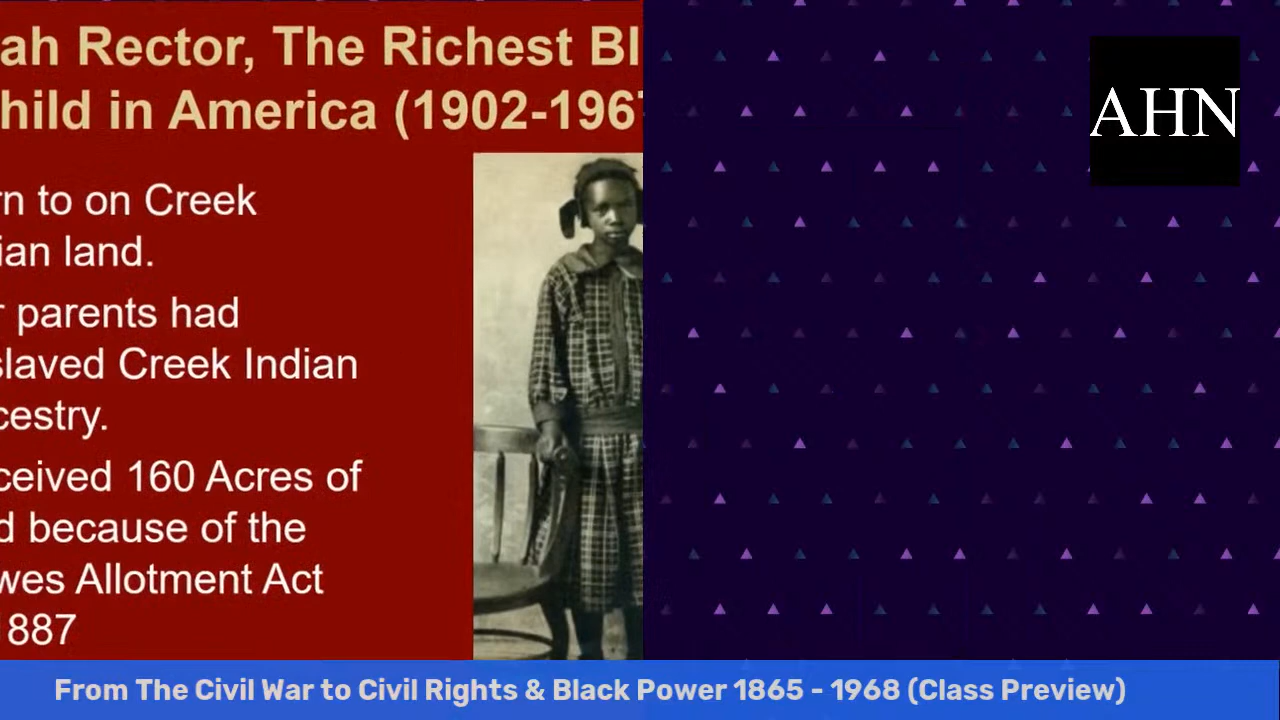 ah Rector, The Richest Bl
hild in America (1902-1967
rn to on Creek
ian land.
r parents had
slaved Creek Indian
cestry.
ceived 160 Acres of
d because of the
wes Allotment Act
1887
AHN
From The Civil War to Civil Rights & Black Power 1865 - 1968 (Class Preview)